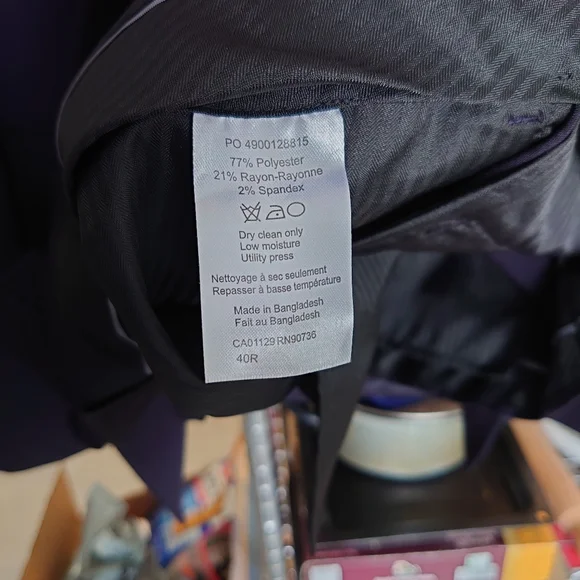 PO 4900128815
77% Polyester
21% Rayon-Rayonne
2% Spandex
Dry clean only
Low moisture
Utility press
Nettoyage à sec seulement
Repasser à basse température
Made in Bangladesh
Fait au Bangladesh
CA01129 RN90736
40R